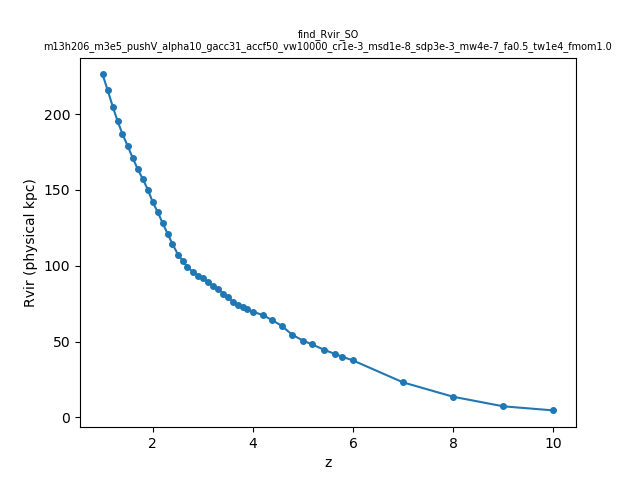 find_Rvir_SO
m13h206_m3e5_pushV_alpha10_gacc31_accf50_vw10000_cr1e-3_msd1e-8_sdp3e-3_mw4e-7_fa0.5_tw1e4_fmom1.0
200
150
100
50
0
Rvir (physical kpc)
2 4 6 8 10
z